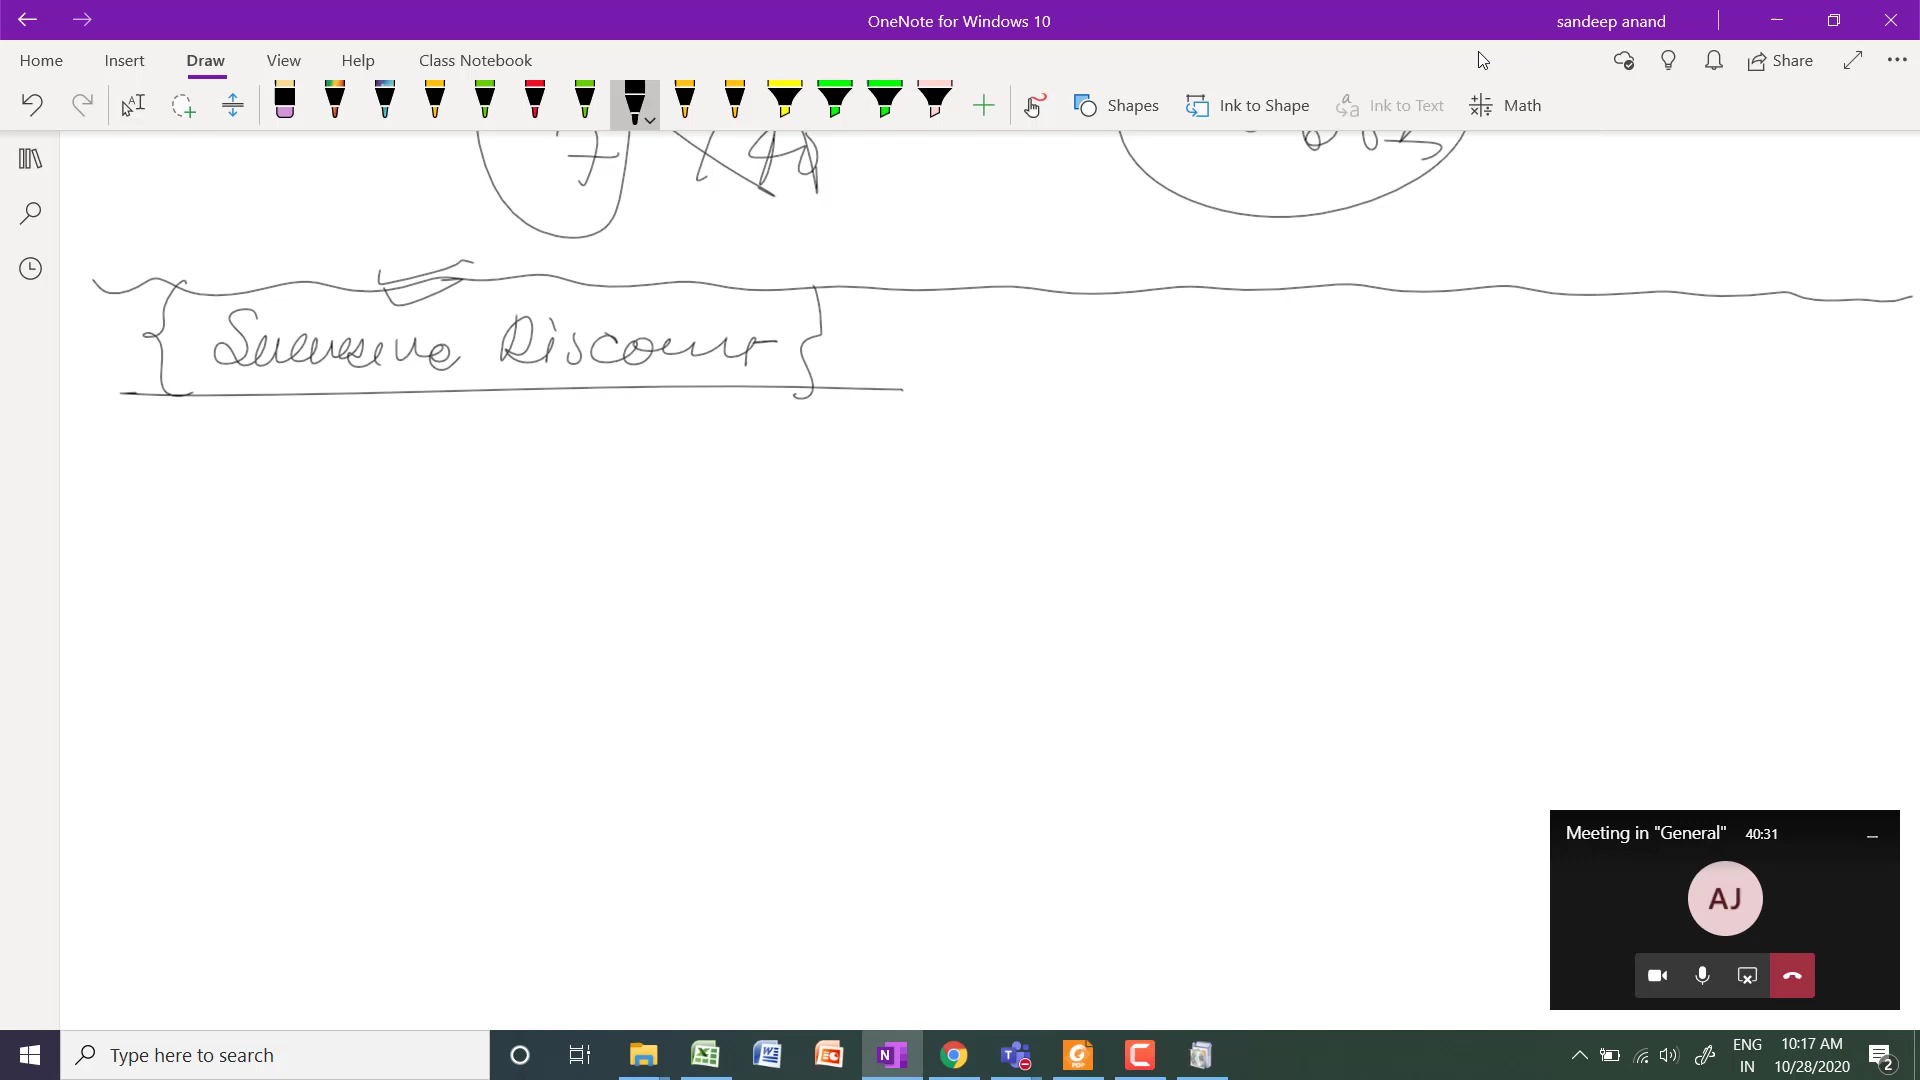 OneNote for Windows 10
sandeep anand
Home Insert Draw View Help Class Notebook
Share
Shapes Ink to Shape Ink to Text Math
Successive Discount
Meeting in "General" 40:31
AJ
Type here to search
ENG
IN
10:17 AM
10/28/2020
2